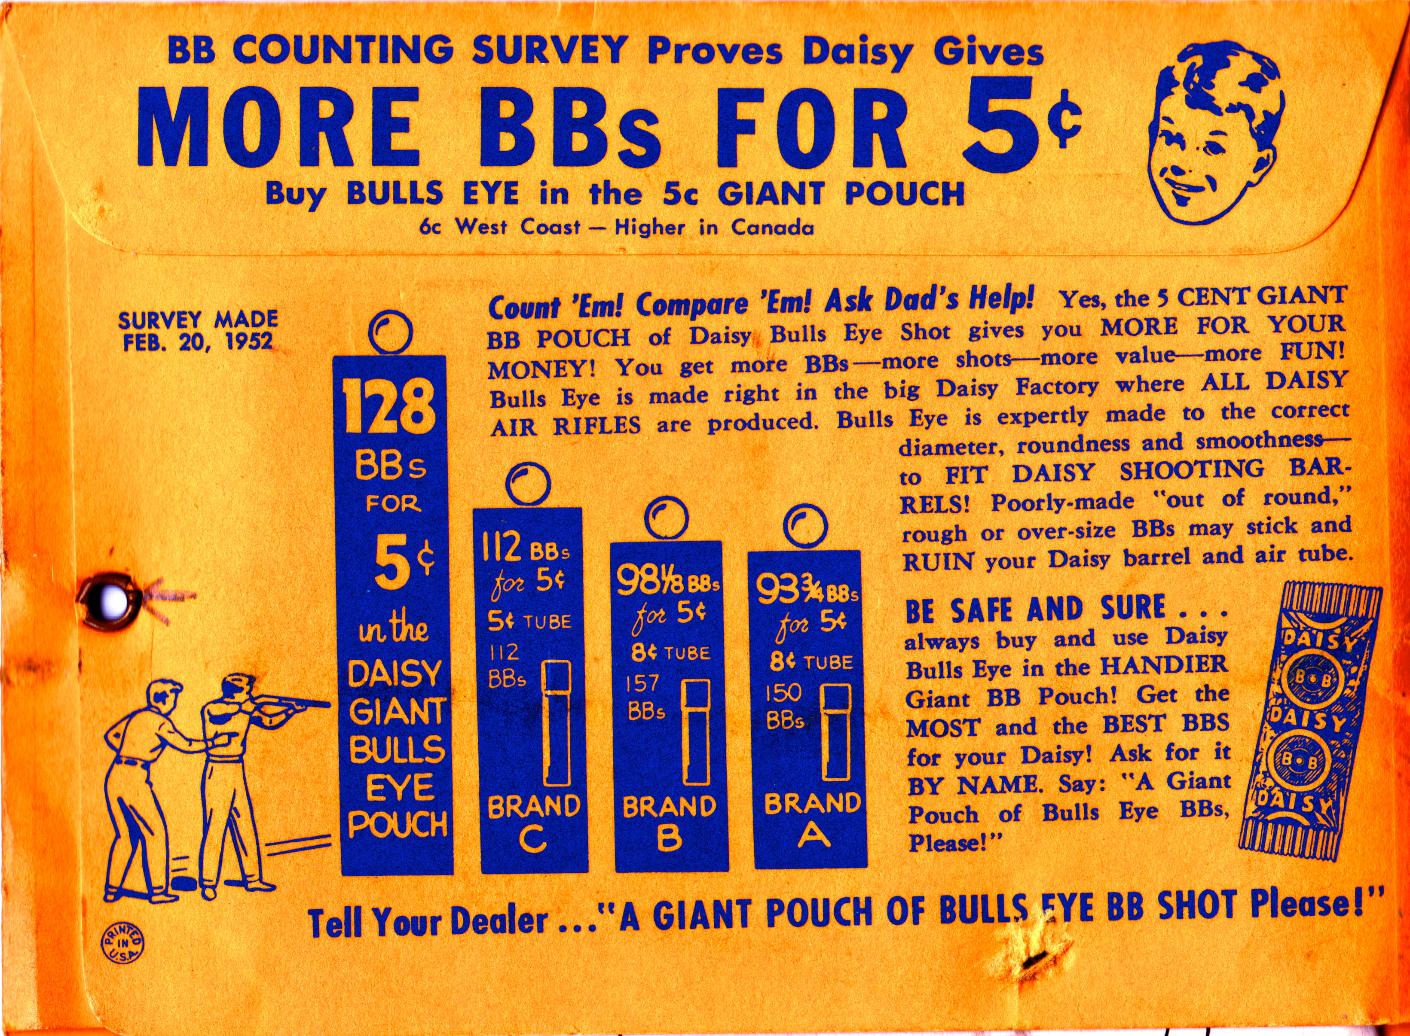 BB COUNTING SURVEY Proves Daisy Gives
MORE BBs FOR 5¢
Buy BULLS EYE in the 5c GIANT POUCH
6c West Coast — Higher in Canada
SURVEY MADE
FEB. 20, 1952
Count 'Em! Compare 'Em! Ask Dad's Help! Yes, the 5 CENT GIANT
BB POUCH of Daisy Bulls Eye Shot gives you MORE FOR YOUR
MONEY! You get more BBs—more shots—more value—more FUN!
Bulls Eye is made right in the big Daisy Factory where ALL DAISY
AIR RIFLES are produced. Bulls Eye is expertly made to the correct
diameter, roundness and smoothness—
to FIT DAISY SHOOTING BAR-
RELS! Poorly-made "out of round,"
rough or over-size BBs may stick and
RUIN your Daisy barrel and air tube.
128
BBs
FOR
5¢
in the
DAISY
GIANT
BULLS
EYE
POUCH
112 BBs
for 5¢
5¢ TUBE
112
BBs
BRAND
C
98⅛ BBs
for 5¢
8¢ TUBE
157
BBs
BRAND
B
93¾ BBs
for 5¢
8¢ TUBE
150
BBs
BRAND
A
BE SAFE AND SURE . . .
always buy and use Daisy
Bulls Eye in the HANDIER
Giant BB Pouch! Get the
MOST and the BEST BBS
for your Daisy! Ask for it
BY NAME. Say: "A Giant
Pouch of Bulls Eye BBs,
Please!"
DAISY
B B
DAISY
B B
DAISY
Tell Your Dealer ..."A GIANT POUCH OF BULLS EYE BB SHOT Please!"
PRINTED
IN
U.S.A.